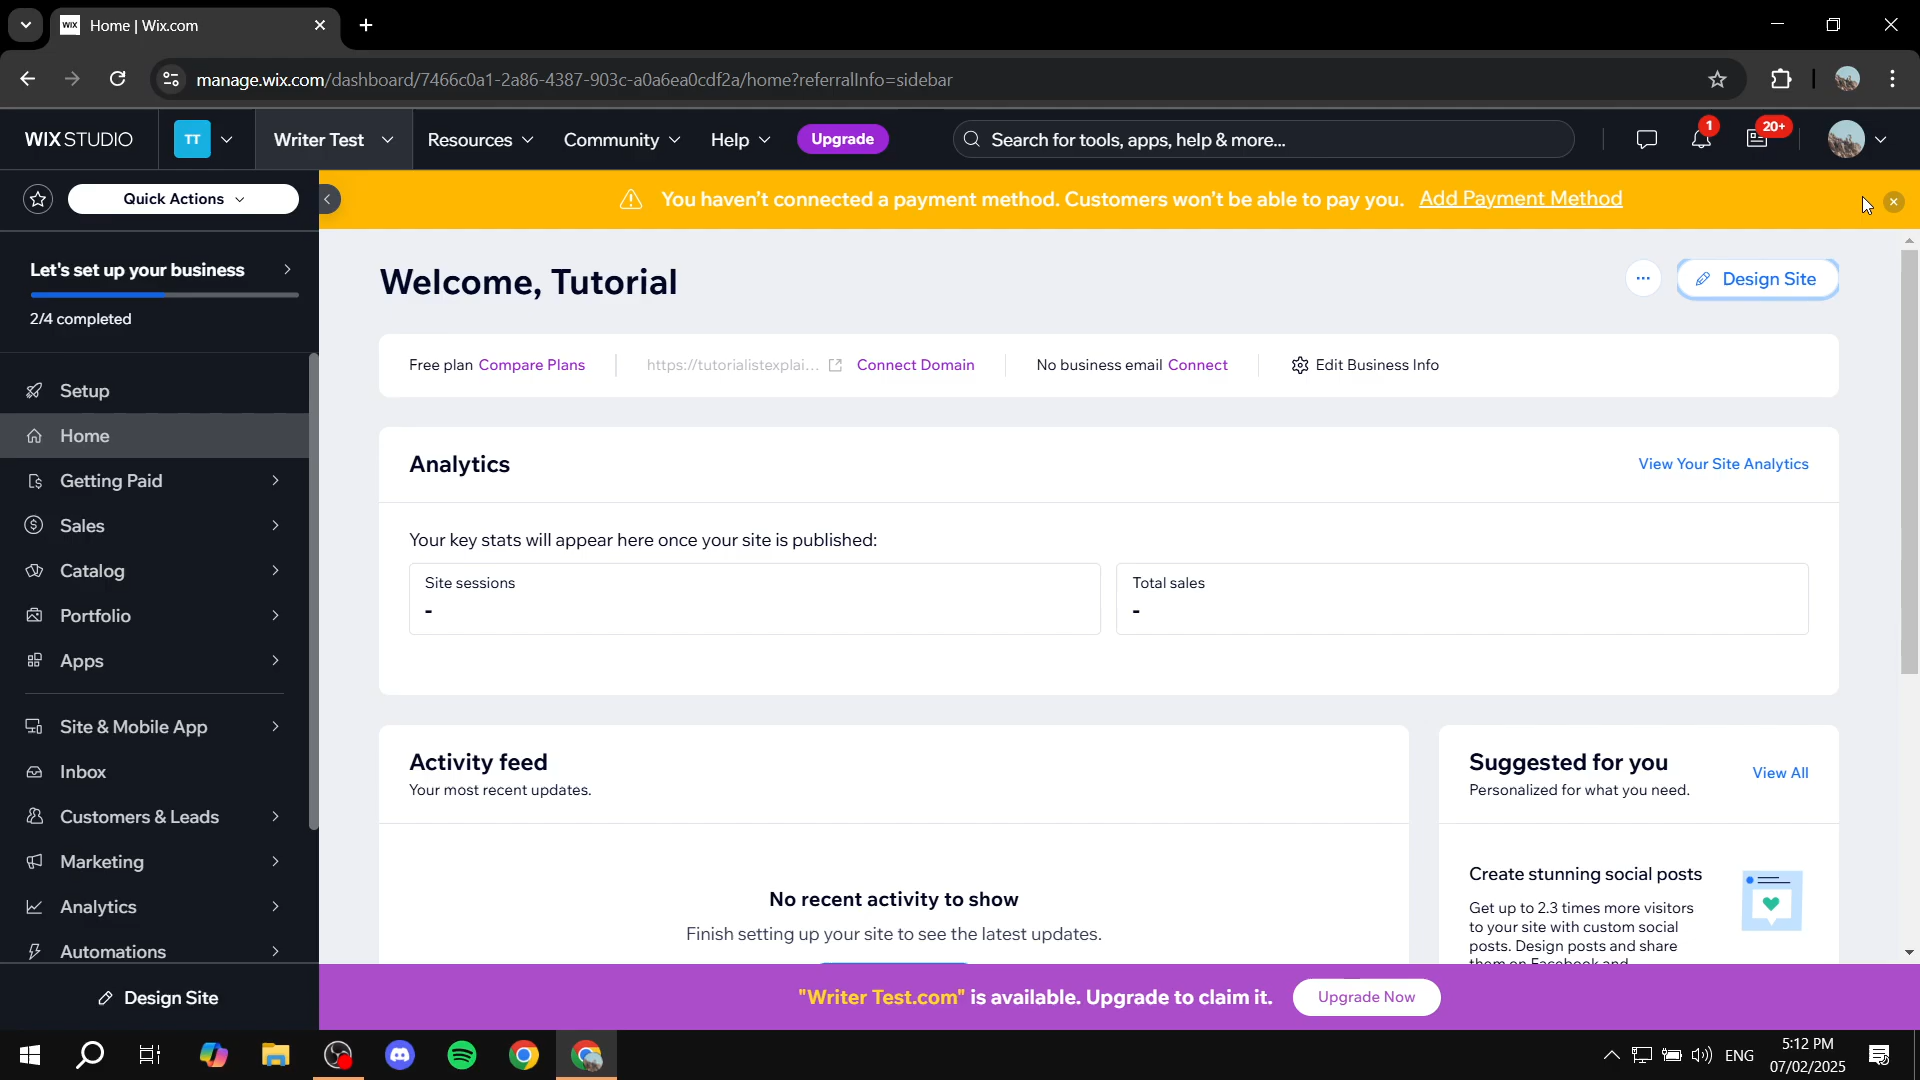 WIX Home | Wix.com
manage.wix.com/dashboard/7466c0a1-2a86-4387-903c-a0a6ea0cdf2a/home?referralInfo=sidebar
WIX STUDIO TT Writer Test Resources Community Help Upgrade Search for tools, apps, help & more... 1 20+
Quick Actions
You haven't connected a payment method. Customers won't be able to pay you. Add Payment Method
Let's set up your business
2/4 completed
Setup
Home
Getting Paid
Sales
Catalog
Portfolio
Apps
Site & Mobile App
Inbox
Customers & Leads
Marketing
Analytics
Automations
Design Site
Welcome, Tutorial
Design Site
Free plan Compare Plans https://tutorialistexplai... Connect Domain No business email Connect Edit Business Info
Analytics
View Your Site Analytics
Your key stats will appear here once your site is published:
Site sessions
-
Total sales
-
Activity feed
Your most recent updates.
No recent activity to show
Finish setting up your site to see the latest updates.
Suggested for you
Personalized for what you need.
View All
Create stunning social posts
Get up to 2.3 times more visitors
to your site with custom social
posts. Design posts and share
them on Facebook and
"Writer Test.com" is available. Upgrade to claim it. Upgrade Now
ENG
5:12 PM
07/02/2025